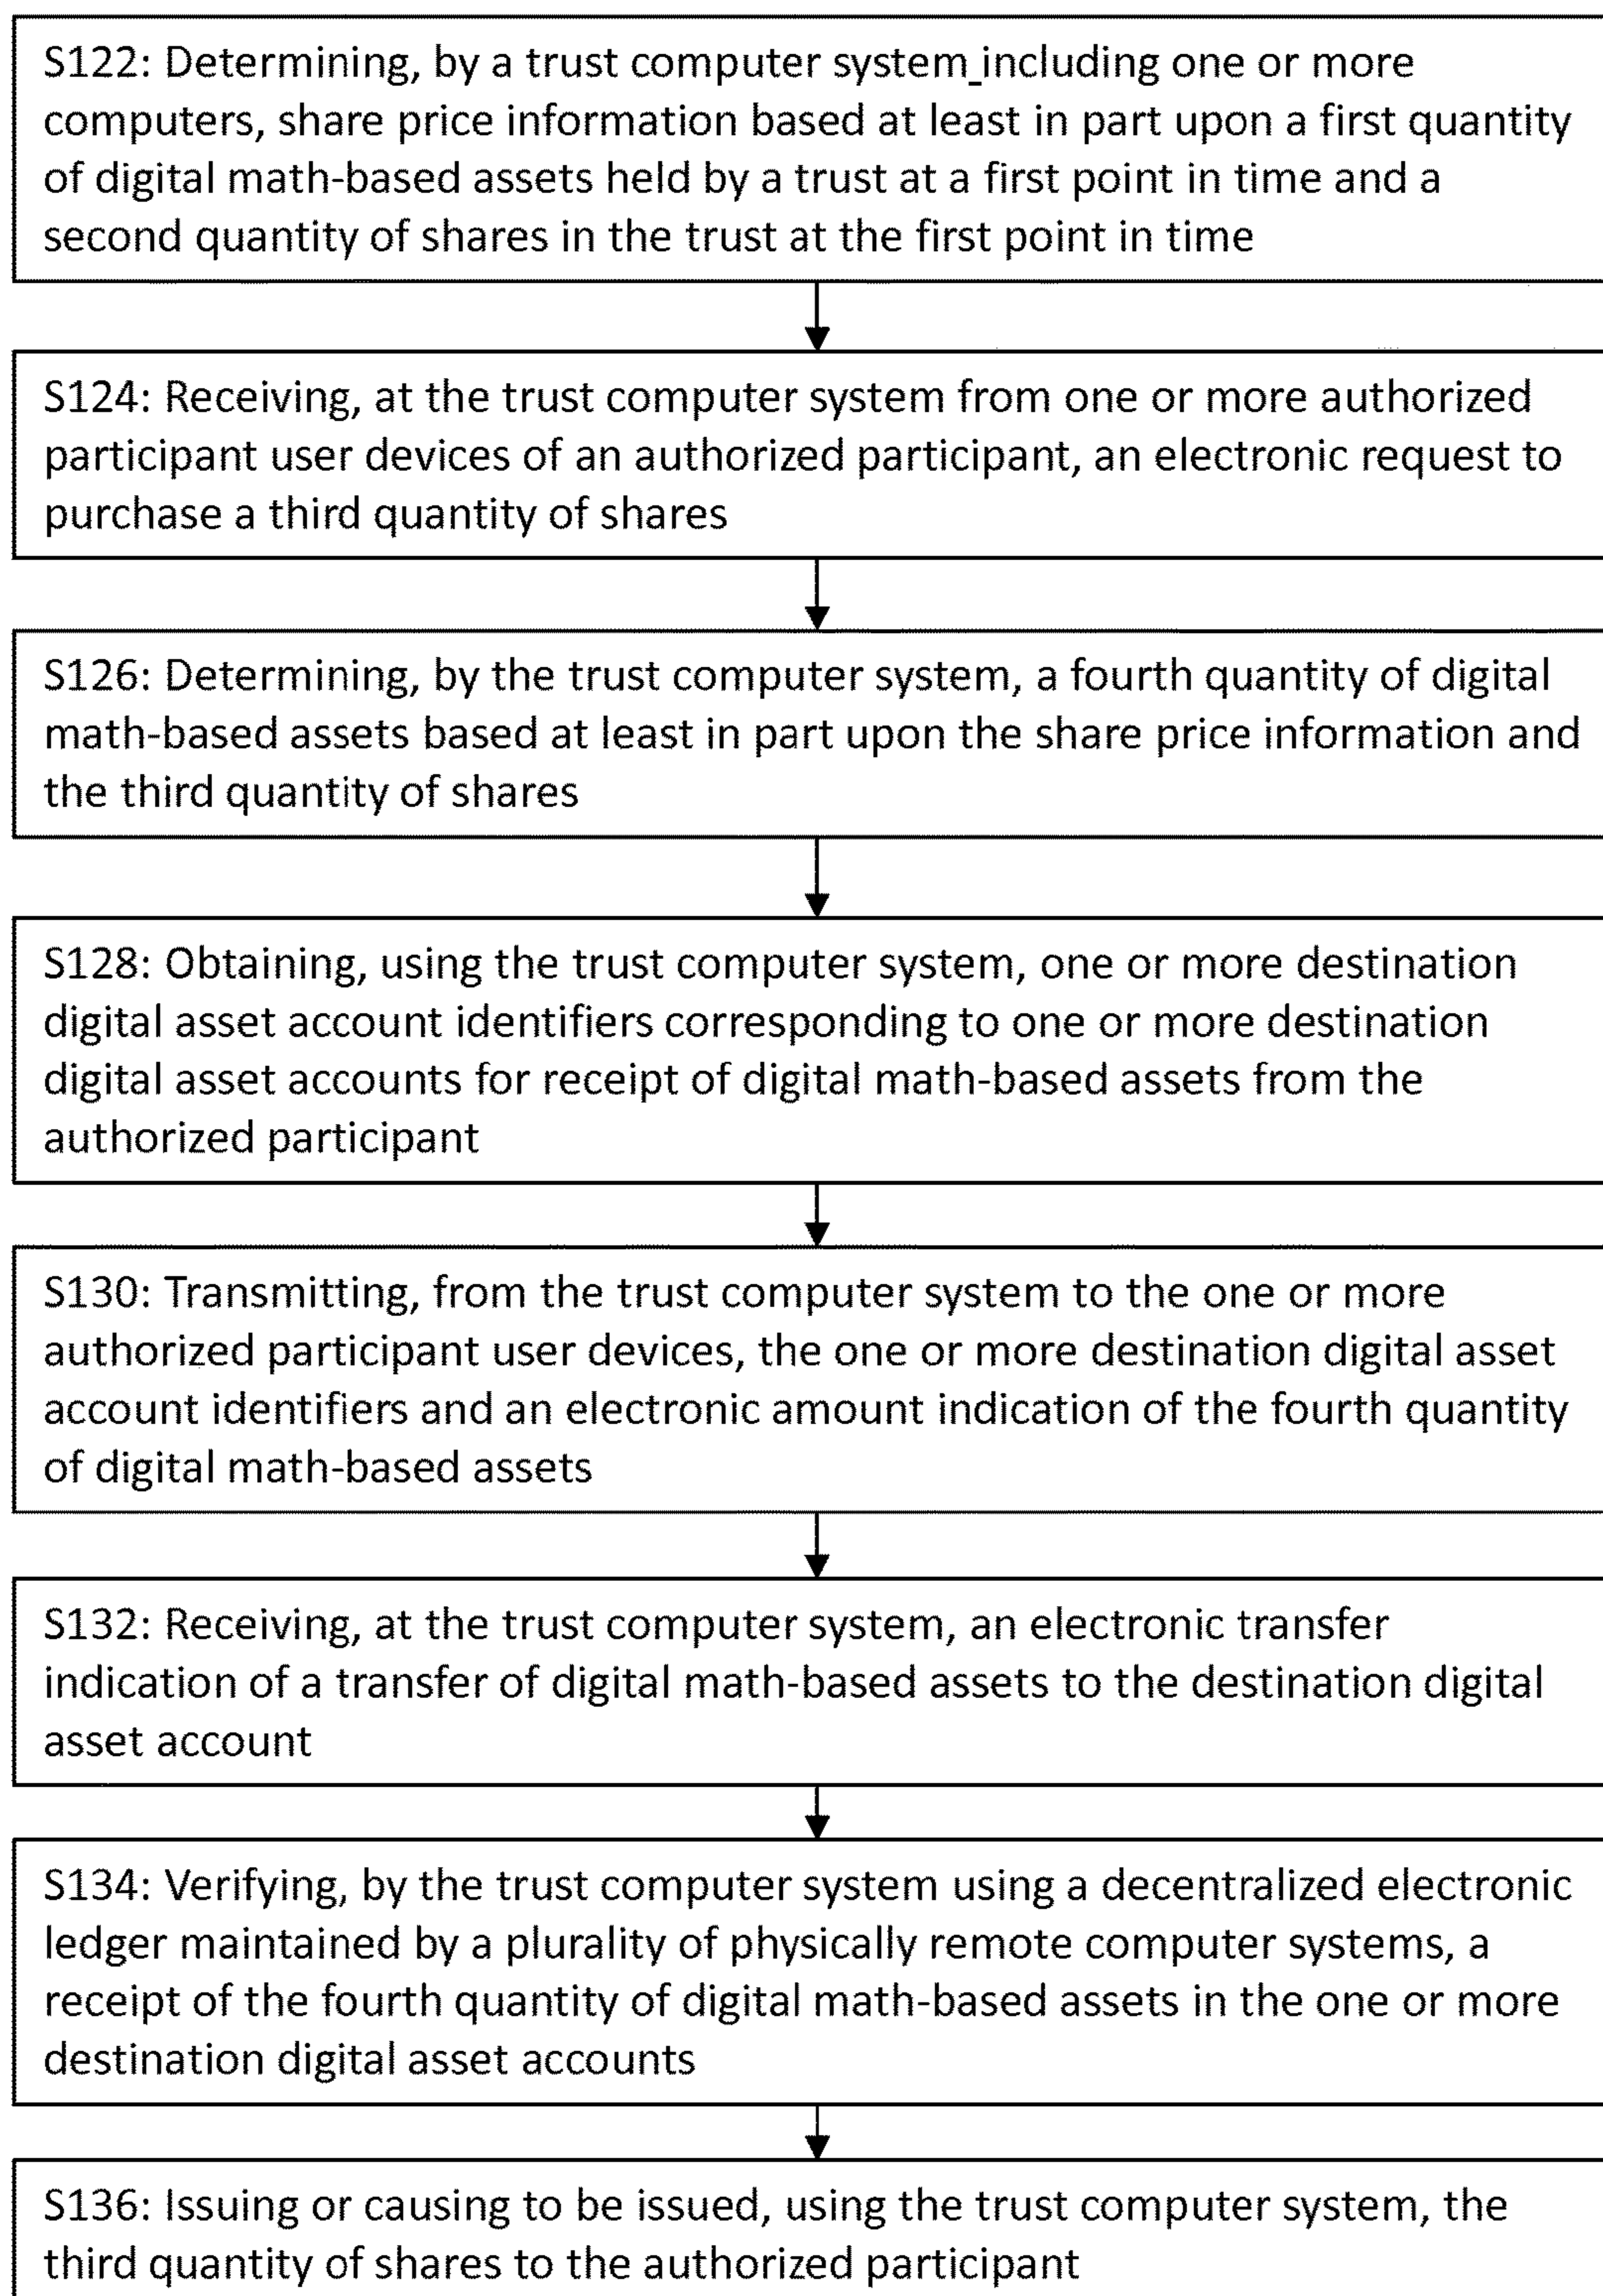 S122: Determining, by a trust computer system_including one or more
computers, share price information based at least in part upon a first quantity
of digital math-based assets held by a trust at a first point in time and a
second quantity of shares in the trust at the first point in time
S124: Receiving, at the trust computer system from one or more authorized
participant user devices of an authorized participant, an electronic request to
purchase a third quantity of shares
S126: Determining, by the trust computer system, a fourth quantity of digital
math-based assets based at least in part upon the share price information and
the third quantity of shares
S128: Obtaining, using the trust computer system, one or more destination
digital asset account identifiers corresponding to one or more destination
digital asset accounts for receipt of digital math-based assets from the
authorized participant
S130: Transmitting, from the trust computer system to the one or more
authorized participant user devices, the one or more destination digital asset
account identifiers and an electronic amount indication of the fourth quantity
of digital math-based assets
S132: Receiving, at the trust computer system, an electronic transfer
indication of a transfer of digital math-based assets to the destination digital
asset account
S134: Verifying, by the trust computer system using a decentralized electronic
ledger maintained by a plurality of physically remote computer systems, a
receipt of the fourth quantity of digital math-based assets in the one or more
destination digital asset accounts
S136: Issuing or causing to be issued, using the trust computer system, the
third quantity of shares to the authorized participant